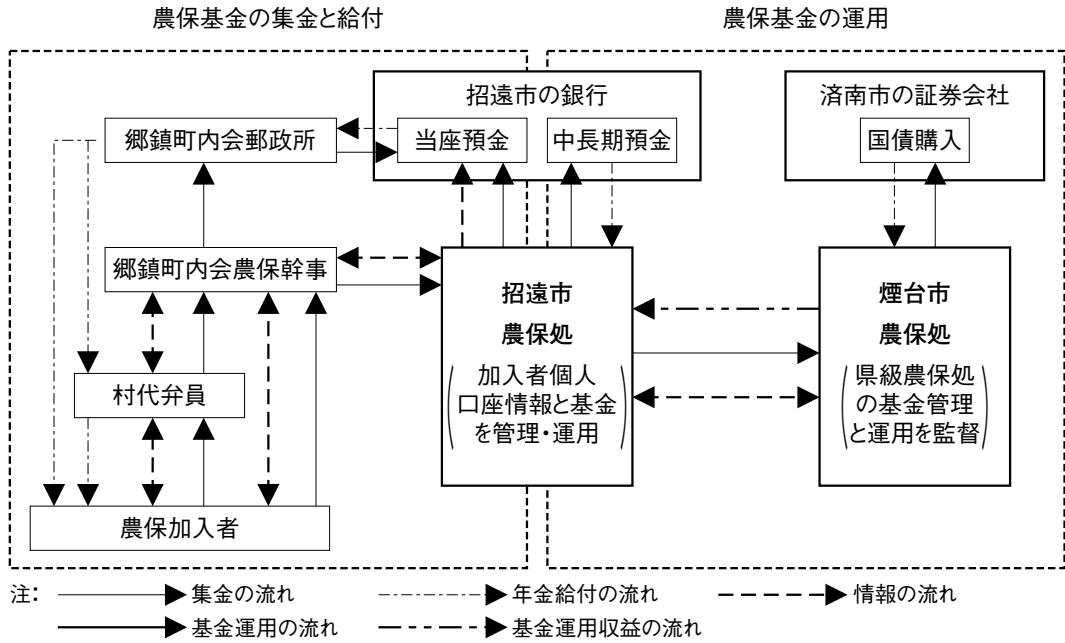 農保基金の集金と給付
農保基金の運用
招遠市の銀行
済南市の証券会社
郷鎮町内会郵政所
当座預金
中長期預金
国債購入
郷鎮町内会農保幹事
招遠市
農保処
(加入者個人
口座情報と基金
を管理・運用)
煙台市
農保処
(県級農保処
の基金管理
と運用を監督)
村代弁員
農保加入者
注: 集金の流れ 年金給付の流れ 情報の流れ
基金運用の流れ 基金運用収益の流れ